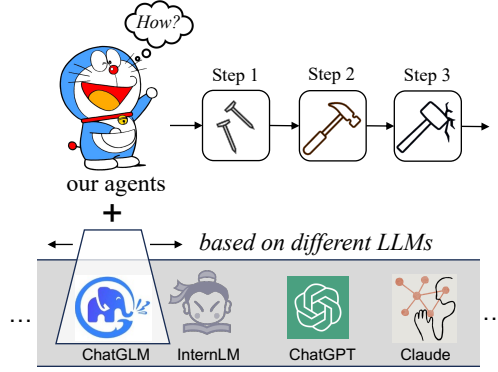 How?
Step 1 Step 2 Step 3
our agents
+
based on different LLMs
... ...
ChatGLM InternLM ChatGPT Claude